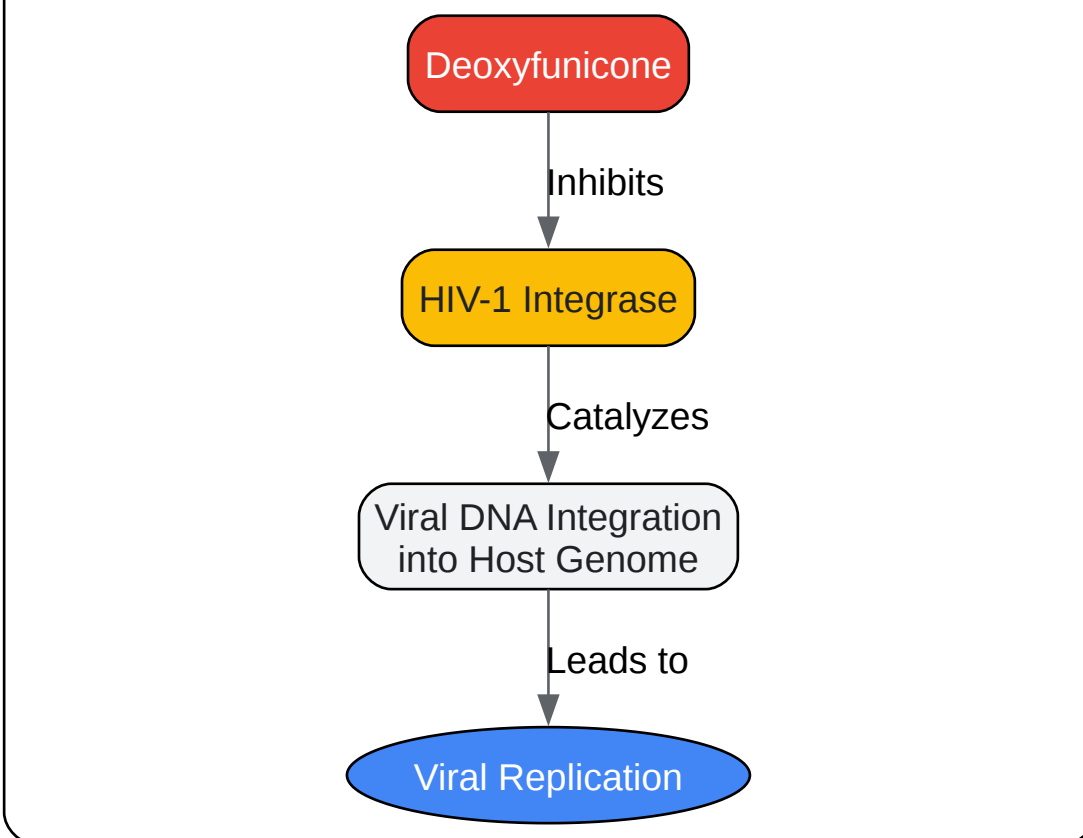 Deoxyfunicone
Inhibits
HIV-1 Integrase
Catalyzes
Viral DNA Integration
into Host Genome
Leads to
Viral Replication